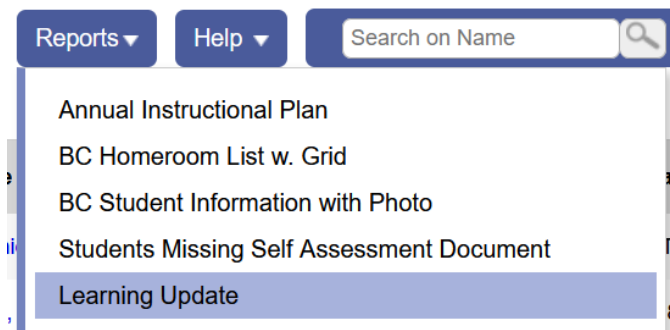 Reports Help Search on Name
Annual Instructional Plan
BC Homeroom List w. Grid
BC Student Information with Photo
Students Missing Self Assessment Document
Learning Update